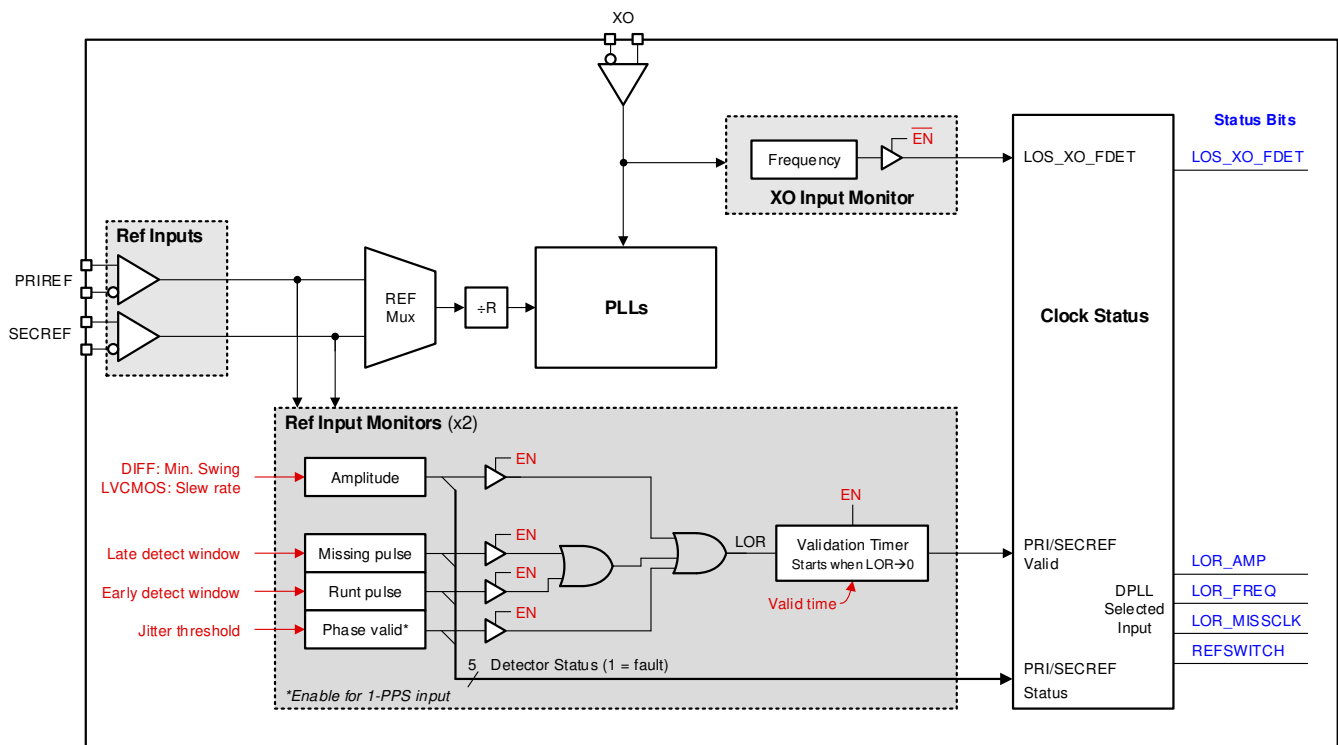 XO
Status Bits
Frequency
EN
LOS_XO_FDET
LOS_XO_FDET
XO Input Monitor
Ref Inputs
PRIREF
SECREF
REF
Mux
÷R
PLLs
Clock Status
Ref Input Monitors (x2)
DIFF: Min. Swing
LVCMOS: Slew rate
Amplitude
EN
EN
Late detect window
Missing pulse
EN
LOR
Validation Timer
Starts when LOR→0
PRI/SECREF
Valid
Early detect window
Runt pulse
EN
Valid time
Jitter threshold
Phase valid*
EN
DPLL
Selected
Input
LOR_AMP
LOR_FREQ
LOR_MISSCLK
REFSWITCH
5 Detector Status (1 = fault)
PRI/SECREF
Status
*Enable for 1-PPS input